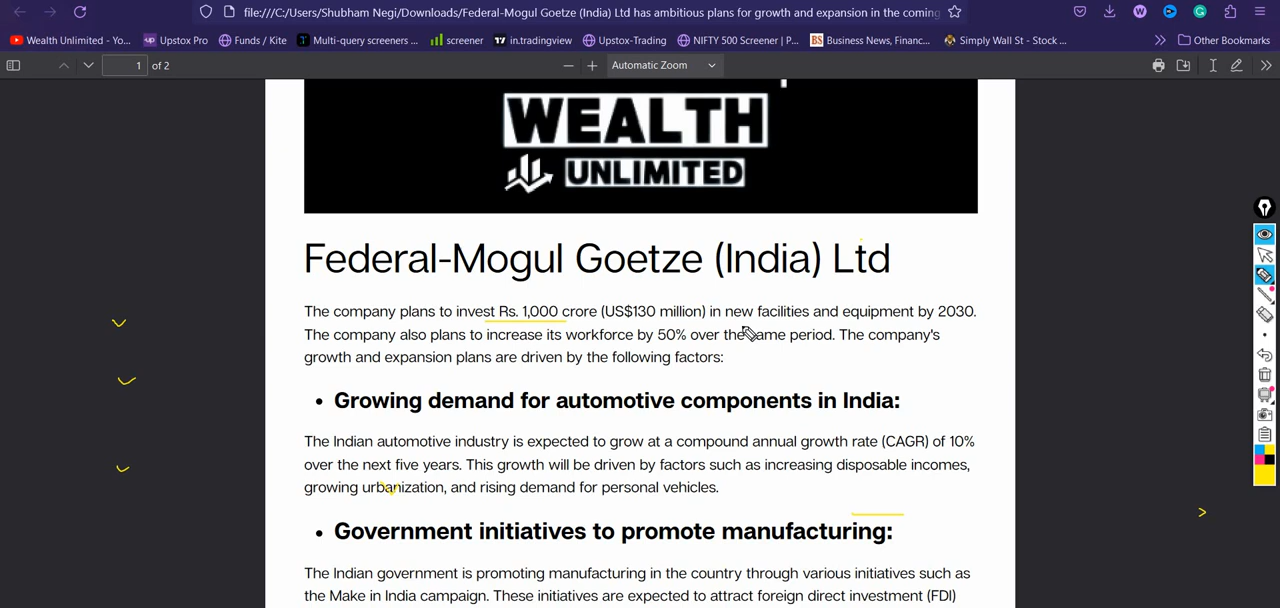 file:///C:/Users/Shubham Negi/Downloads/Federal-Mogul Goetze (India) Ltd has ambitious plans for growth and expansion in the coming
Wealth Unlimited - Yo... Upstox Pro Funds / Kite Multi-query screeners ... screener in.tradingview Upstox-Trading NIFTY 500 Screener | P... Business News, Financ... Simply Wall St - Stock ... Other Bookmarks
1 of 2 Automatic Zoom
WEALTH
UNLIMITED
Federal-Mogul Goetze (India) Ltd
The company plans to invest Rs. 1,000 crore (US$130 million) in new facilities and equipment by 2030.
The company also plans to increase its workforce by 50% over the same period. The company's
growth and expansion plans are driven by the following factors:
• Growing demand for automotive components in India:
The Indian automotive industry is expected to grow at a compound annual growth rate (CAGR) of 10%
over the next five years. This growth will be driven by factors such as increasing disposable incomes,
growing urbanization, and rising demand for personal vehicles.
• Government initiatives to promote manufacturing:
The Indian government is promoting manufacturing in the country through various initiatives such as
the Make in India campaign. These initiatives are expected to attract foreign direct investment (FDI)